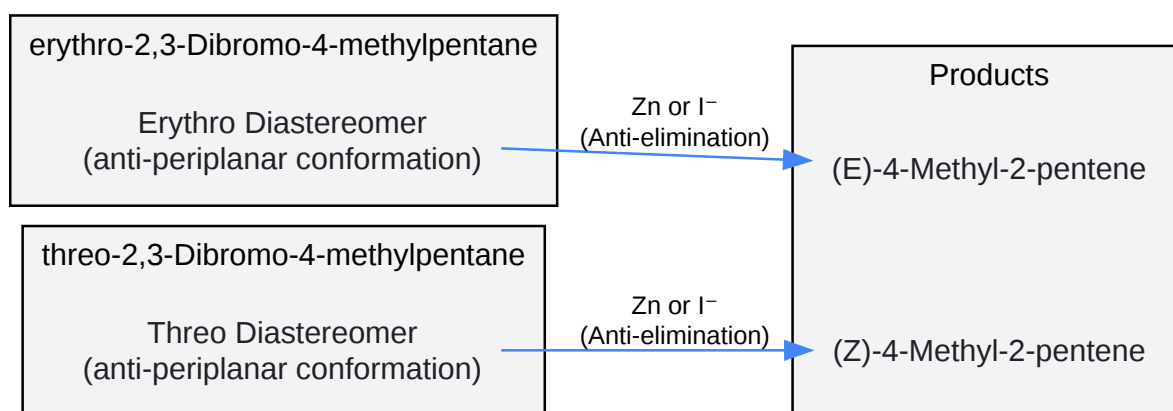 erythro-2,3-Dibromo-4-methylpentane
Erythro Diastereomer
(anti-periplanar conformation)
Zn or I⁻
(Anti-elimination)
Products
(E)-4-Methyl-2-pentene
threo-2,3-Dibromo-4-methylpentane
Threo Diastereomer
(anti-periplanar conformation)
Zn or I⁻
(Anti-elimination)
(Z)-4-Methyl-2-pentene